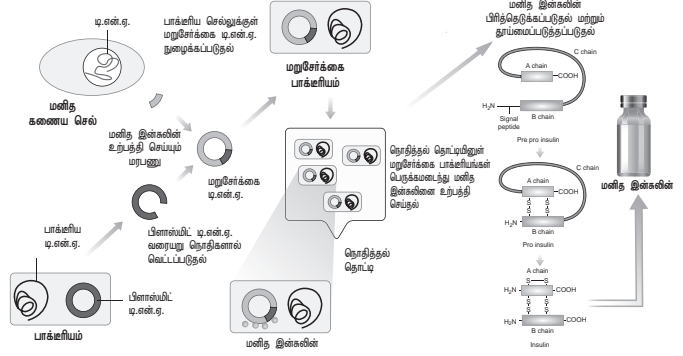 டி.என்.ஏ.
மனித
கணைய செல்
பாக்டீரிய செல்லுக்குள்
மறுசேர்க்கை டி.என்.ஏ.
நுழைக்கப்படுதல்
மறுசேர்க்கை
பாக்டீரியம்
மனித இன்சுலின்
பிரித்தெடுக்கப்படுதல் மற்றும்
தூய்மைப்படுத்தப்படுதல்
மனித இன்சுலின்
உற்பத்தி செய்யும்
மரபணு
மறுசேர்க்கை
டி.என்.ஏ.
பிளாஸ்மிட் டி.என்.ஏ.
வரையறு நொதிகளால்
வெட்டப்படுதல்
பாக்டீரிய
டி.என்.ஏ.
பிளாஸ்மிட்
டி.என்.ஏ.
பாக்டீரியம்
நொதித்தல் தொட்டியினுள்
மறுசேர்க்கை பாக்டீரியங்கள்
பெருக்கமடைந்து மனித
இன்சுலினை உற்பத்தி
செய்தல்
நொதித்தல்
தொட்டி
மனித இன்சுலின்
C chain
A chain
COOH
H₂N
Signal
peptide
B chain
Pre pro insulin
C chain
A chain
COOH
S S
S S
H₂N
B chain
Pro insulin
A chain
S S
H₂N COOH
S S
S S
H₂N COOH
B chain
Insulin
மனித இன்சுலின்